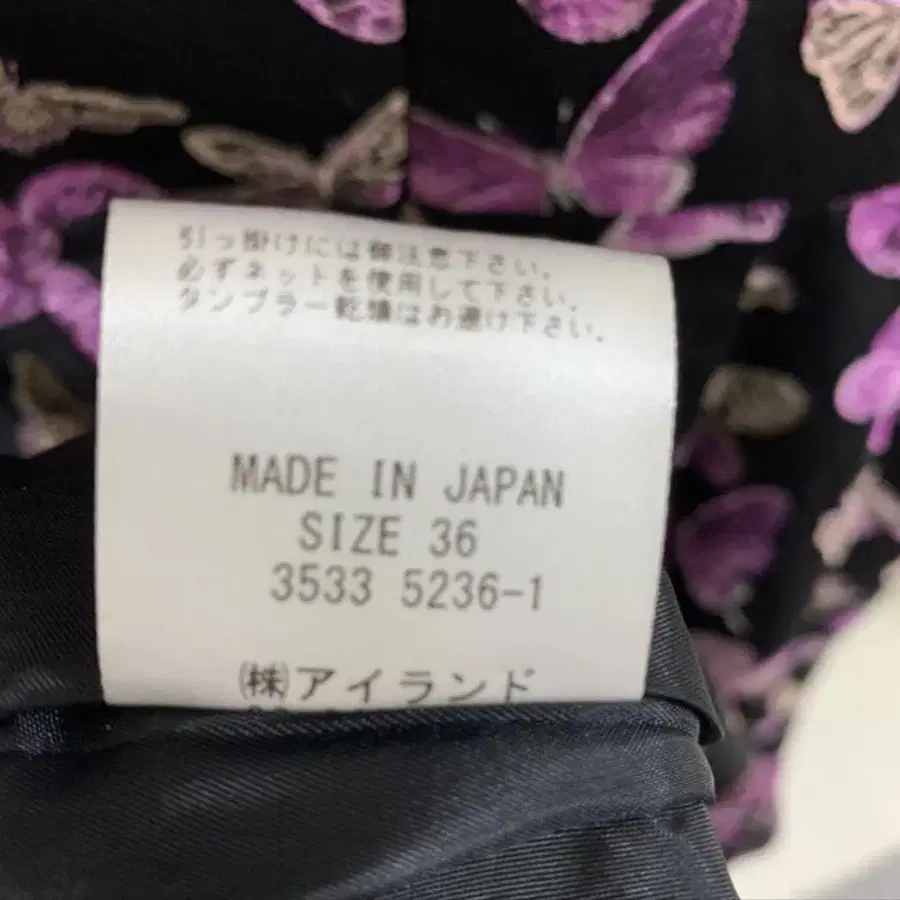 引っ掛けには御注意下さい。
必ずネットを使用して下さい。
タンブラー乾燥はお避け下さい。
MADE IN JAPAN
SIZE 36
3533 5236-1
(株)アイランド